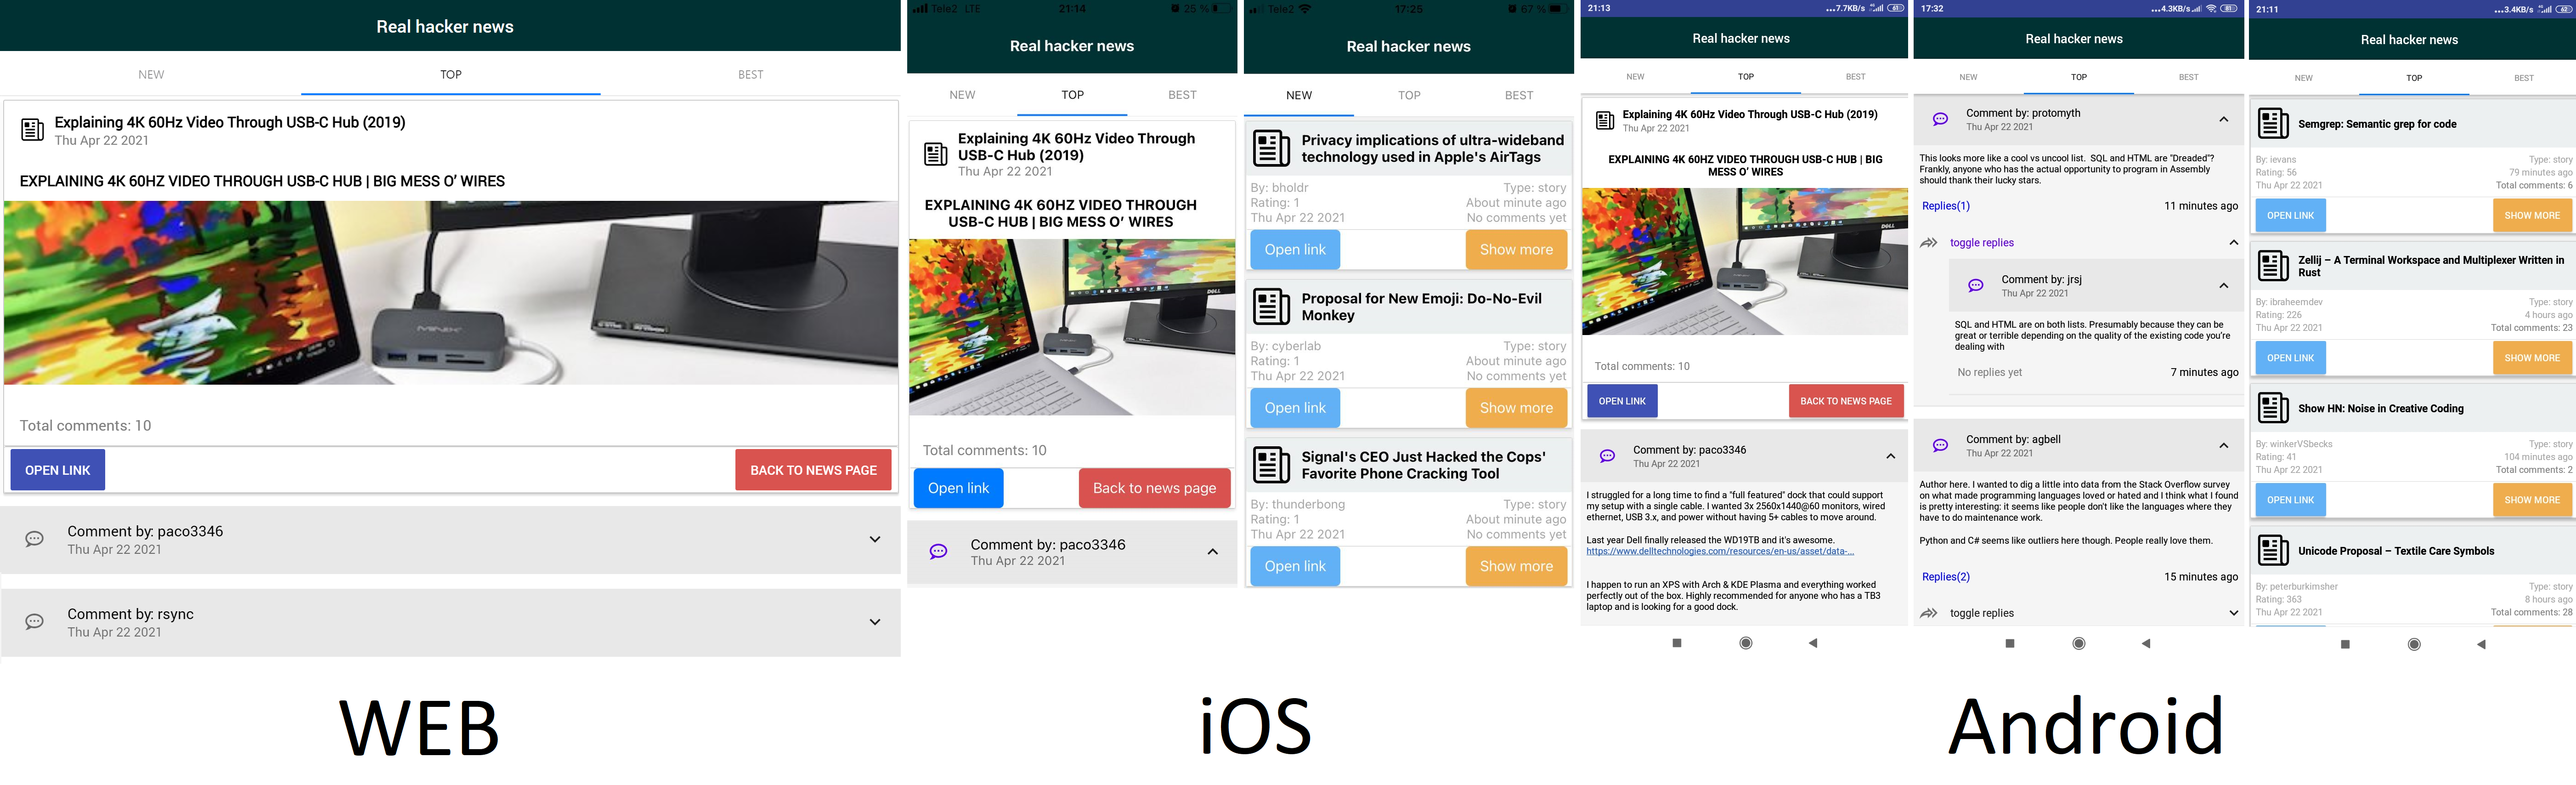 Real hacker news
NEW
TOP
BEST
Explaining 4K 60Hz Video Through USB-C Hub (2019)
Thu Apr 22 2021
EXPLAINING 4K 60HZ VIDEO THROUGH USB-C HUB | BIG MESS O’ WIRES
MINIX
Total comments: 10
OPEN LINK
BACK TO NEWS PAGE
Comment by: paco3346
Thu Apr 22 2021
Comment by: rsync
Thu Apr 22 2021
WEB
Tele2 LTE
21:14
25 %
Real hacker news
NEW
TOP
BEST
Explaining 4K 60Hz Video Through
USB-C Hub (2019)
Thu Apr 22 2021
EXPLAINING 4K 60HZ VIDEO THROUGH
USB-C HUB | BIG MESS O’ WIRES
DELL
Total comments: 10
Open link
Back to news page
Comment by: paco3346
Thu Apr 22 2021
Tele2
17:25
67 %
Real hacker news
NEW
TOP
BEST
Privacy implications of ultra-wideband
technology used in Apple's AirTags
By: bholdr
Type: story
Rating: 1
About minute ago
Thu Apr 22 2021
No comments yet
Open link
Show more
Proposal for New Emoji: Do-No-Evil
Monkey
By: cyberlab
Type: story
Rating: 1
About minute ago
Thu Apr 22 2021
No comments yet
Open link
Show more
Signal's CEO Just Hacked the Cops'
Favorite Phone Cracking Tool
By: thunderbong
Type: story
Rating: 1
About minute ago
Thu Apr 22 2021
No comments yet
Open link
Show more
iOS
21:13
...7.7KB/s
61
Real hacker news
NEW
TOP
BEST
Explaining 4K 60Hz Video Through USB-C Hub (2019)
Thu Apr 22 2021
EXPLAINING 4K 60HZ VIDEO THROUGH USB-C HUB | BIG
MESS O’ WIRES
DELL
Total comments: 10
OPEN LINK
BACK TO NEWS PAGE
Comment by: paco3346
Thu Apr 22 2021
I struggled for a long time to find a "full featured" dock that could support
my setup with a single cable. I wanted 3x 2560x1440@60 monitors, wired
ethernet, USB 3.x, and power without having 5+ cables to move around.
Last year Dell finally released the WD19TB and it's awesome.
https://www.delltechnologies.com/resources/en-us/asset/data-...
I happen to run an XPS with Arch & KDE Plasma and everything worked
perfectly out of the box. Highly recommended for anyone who has a TB3
laptop and is looking for a good dock.
17:32
...4.3KB/s
81
Real hacker news
NEW
TOP
BEST
Comment by: protomyth
Thu Apr 22 2021
This looks more like a cool vs uncool list. SQL and HTML are "Dreaded"?
Frankly, anyone who has the actual opportunity to program in Assembly
should thank their lucky stars.
Replies(1)
11 minutes ago
toggle replies
Comment by: jrsj
Thu Apr 22 2021
SQL and HTML are on both lists. Presumably because they can be
great or terrible depending on the quality of the existing code you're
dealing with
No replies yet
7 minutes ago
Comment by: agbell
Thu Apr 22 2021
Author here. I wanted to dig a little into data from the Stack Overflow survey
on what made programming languages loved or hated and I think what I found
is pretty interesting: it seems like people don't like the languages where they
have to do maintenance work.
Python and C# seems like outliers here though. People really love them.
Replies(2)
15 minutes ago
toggle replies
21:11
...3.4KB/s
62
Real hacker news
NEW
TOP
BEST
Semgrep: Semantic grep for code
By: ievans
Type: story
Rating: 56
79 minutes ago
Thu Apr 22 2021
Total comments: 6
OPEN LINK
SHOW MORE
Zellij – A Terminal Workspace and Multiplexer Written in
Rust
By: ibraheemdev
Type: story
Rating: 226
4 hours ago
Thu Apr 22 2021
Total comments: 23
OPEN LINK
SHOW MORE
Show HN: Noise in Creative Coding
By: winkerVSbecks
Type: story
Rating: 41
104 minutes ago
Thu Apr 22 2021
Total comments: 2
OPEN LINK
SHOW MORE
Unicode Proposal – Textile Care Symbols
By: peterburkimsher
Type: story
Rating: 363
8 hours ago
Thu Apr 22 2021
Total comments: 28
Android